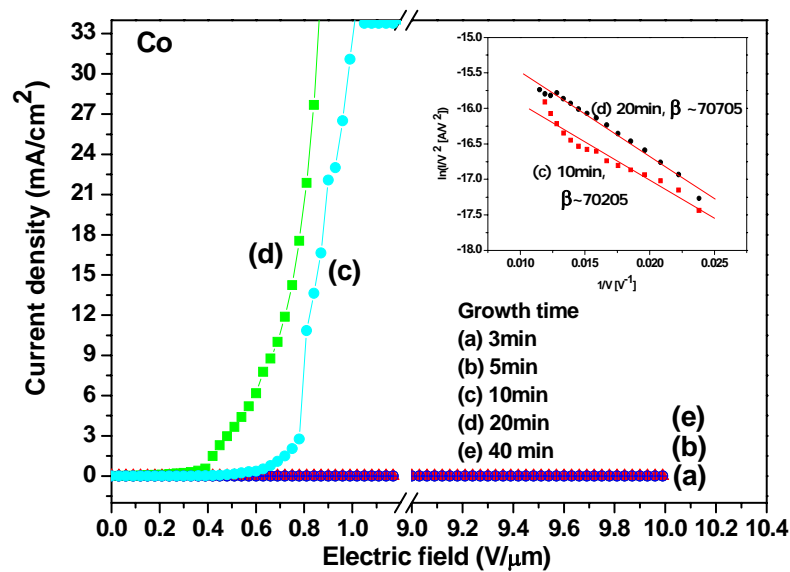 Co
Current density (mA/cm²)
33
30
27
24
21
18
15
12
9
6
3
0
(d)
(c)
0.0 0.2 0.4 0.6 0.8 1.0 9.0 9.1 9.2 9.4 9.6 9.8 10.0 10.2 10.4
Electric field (V/μm)
ln(I/V² [A/V²])
-15.0
-15.5
-16.0
-16.5
-17.0
-17.5
-18.0
(d) 20min, β ~70705
(c) 10min,
β~70205
0.010 0.015 0.020 0.025
1/V [V⁻¹]
Growth time
(a) 3min
(b) 5min
(c) 10min
(d) 20min
(e) 40 min
(e)
(b)
(a)